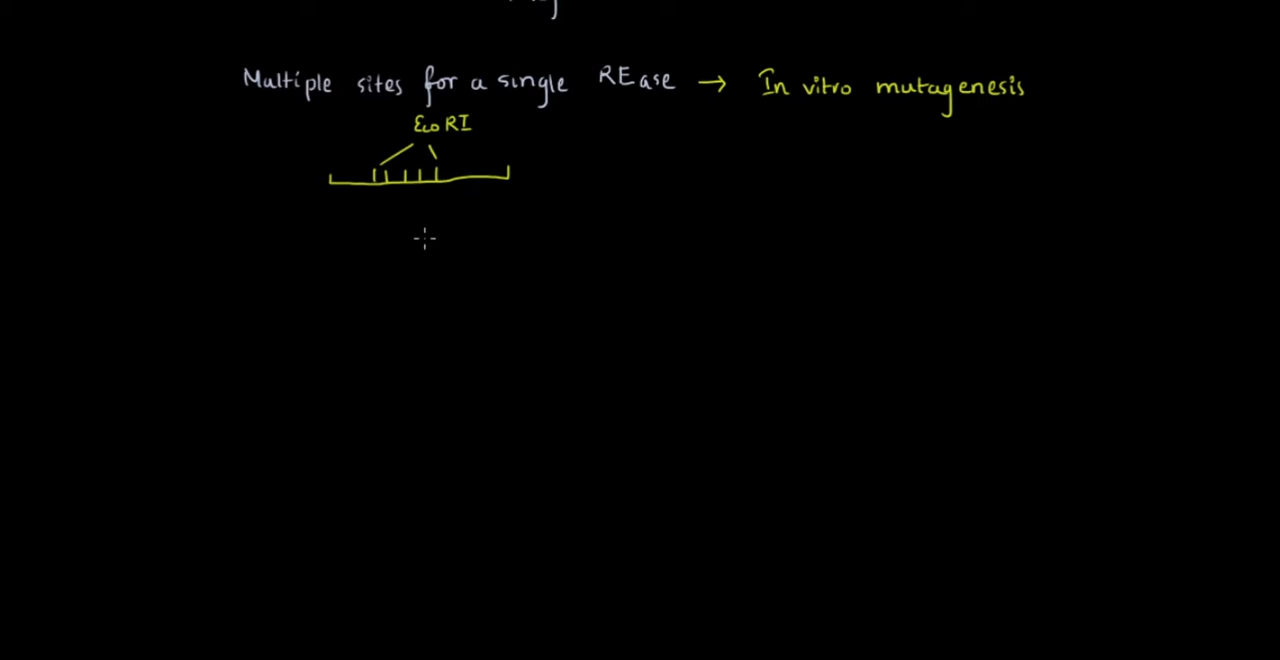 Multiple sites for a single REase → In vitro mutagenesis
EcoRI